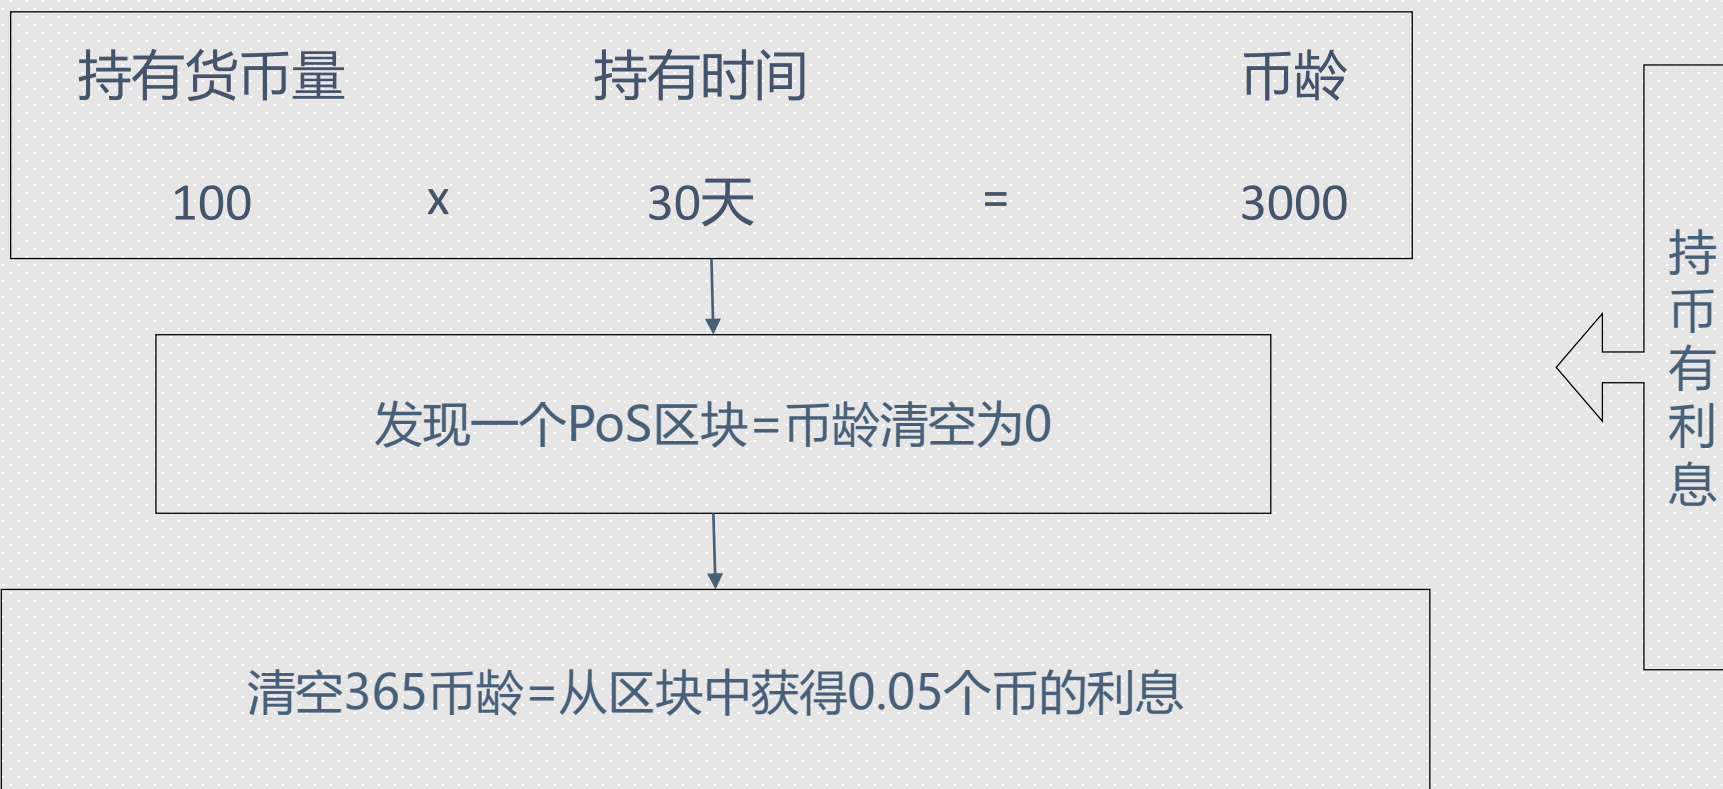 持有货币量 持有时间 币龄
100 x 30天 = 3000
发现一个PoS区块=币龄清空为0
清空365币龄=从区块中获得0.05个币的利息
持币有利息